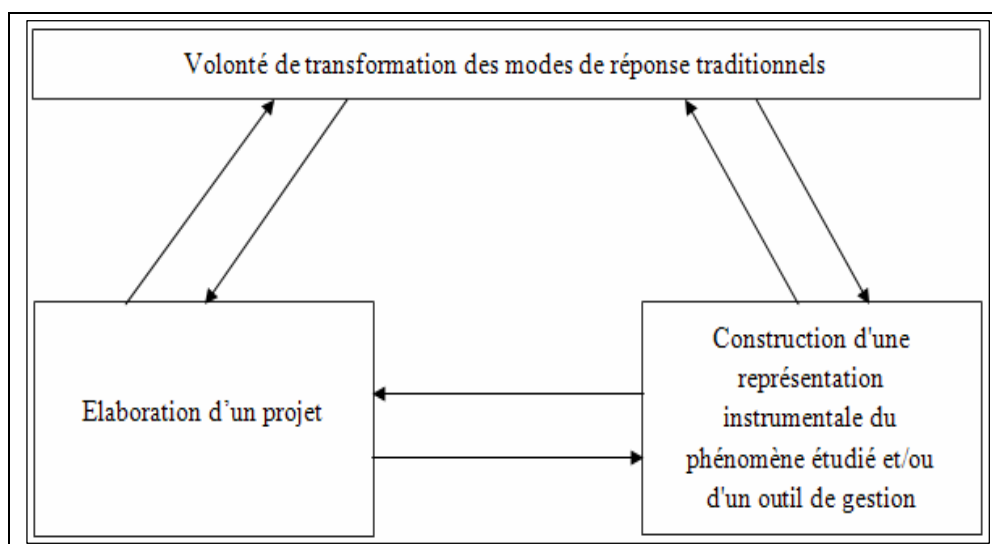 Volonté de transformation des modes de réponse traditionnels
Elaboration d’un projet
Construction d'une
représentation
instrumentale du
phénomène étudié et/ou
d'un outil de gestion